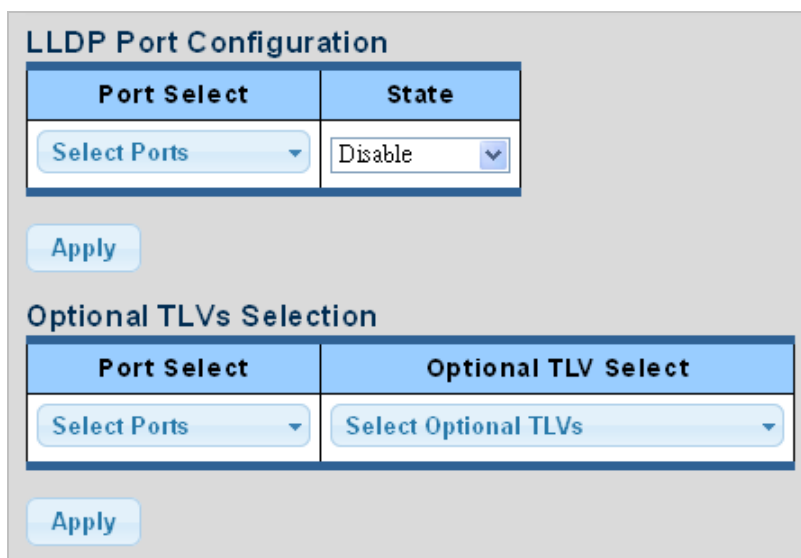 LLDP Port Configuration
Port Select State
Select Ports Disable
Apply
Optional TLVs Selection
Port Select Optional TLV Select
Select Ports Select Optional TLVs
Apply